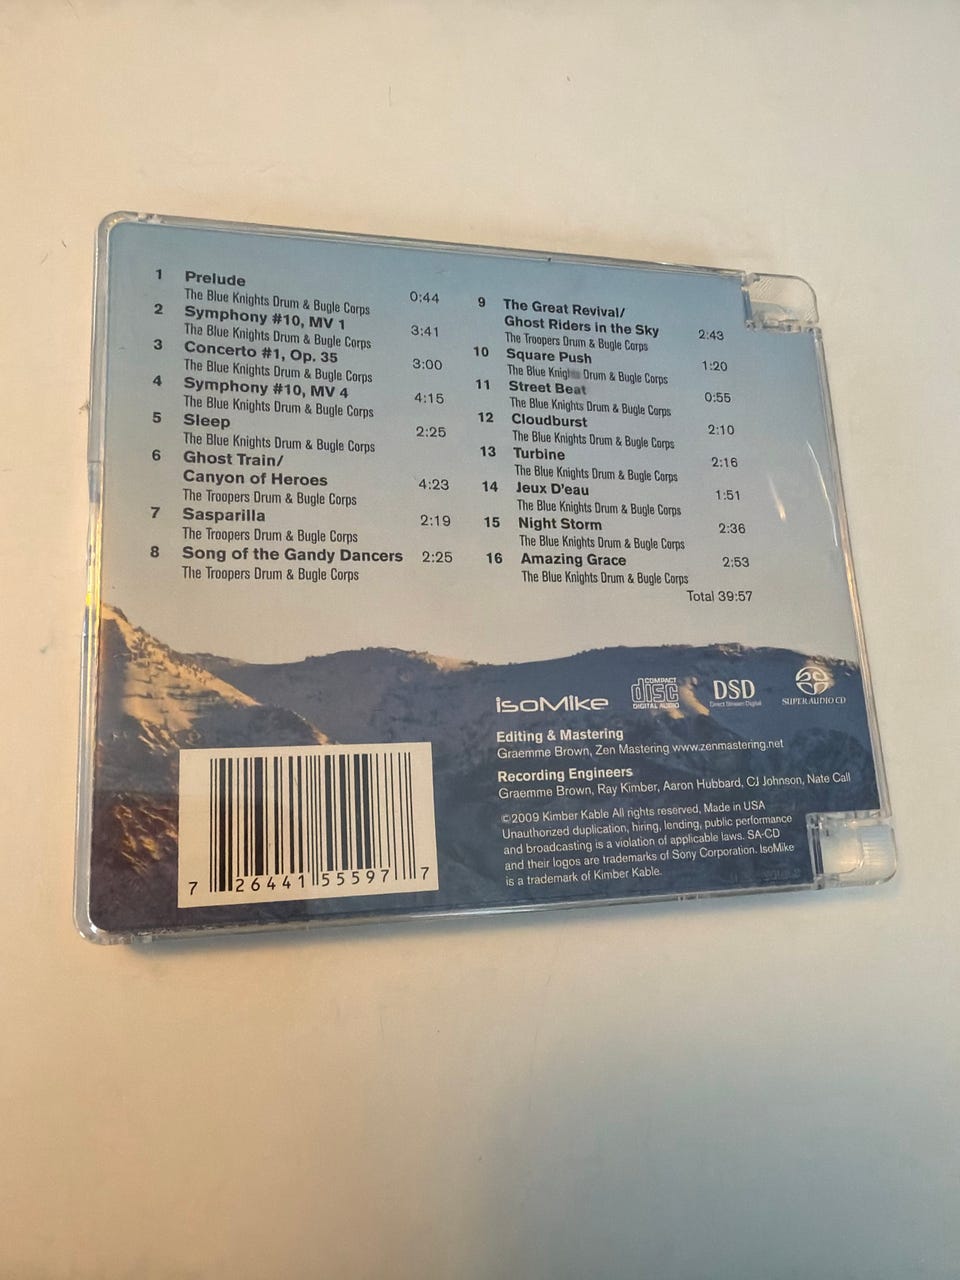 1 Prelude 0:44
The Blue Knights Drum & Bugle Corps
2 Symphony #10, MV 1 3:41
The Blue Knights Drum & Bugle Corps
3 Concerto #1, Op. 35 3:00
The Blue Knights Drum & Bugle Corps
4 Symphony #10, MV 4 4:15
The Blue Knights Drum & Bugle Corps
5 Sleep 2:25
The Blue Knights Drum & Bugle Corps
6 Ghost Train/
Canyon of Heroes 4:23
The Troopers Drum & Bugle Corps
7 Sasparilla 2:19
The Troopers Drum & Bugle Corps
8 Song of the Gandy Dancers 2:25
The Troopers Drum & Bugle Corps
9 The Great Revival/
Ghost Riders in the Sky 2:43
The Troopers Drum & Bugle Corps
10 Square Push 1:20
The Blue Knights Drum & Bugle Corps
11 Street Beat 0:55
The Blue Knights Drum & Bugle Corps
12 Cloudburst 2:10
The Blue Knights Drum & Bugle Corps
13 Turbine 2:16
The Blue Knights Drum & Bugle Corps
14 Jeux D'eau 1:51
The Blue Knights Drum & Bugle Corps
15 Night Storm 2:36
The Blue Knights Drum & Bugle Corps
16 Amazing Grace 2:53
The Blue Knights Drum & Bugle Corps
Total 39:57
isoMike
COMPACT
disc
DIGITAL AUDIO
DSD
Direct Stream Digital
SUPER AUDIO CD
Editing & Mastering
Graemme Brown, Zen Mastering www.zenmastering.net
Recording Engineers
Graemme Brown, Ray Kimber, Aaron Hubbard, CJ Johnson, Nate Call
©2009 Kimber Kable All rights reserved, Made in USA
Unauthorized duplication, hiring, lending, public performance
and broadcasting is a violation of applicable laws. SA-CD
and their logos are trademarks of Sony Corporation. IsoMike
is a trademark of Kimber Kable.
7 26441 55597 7